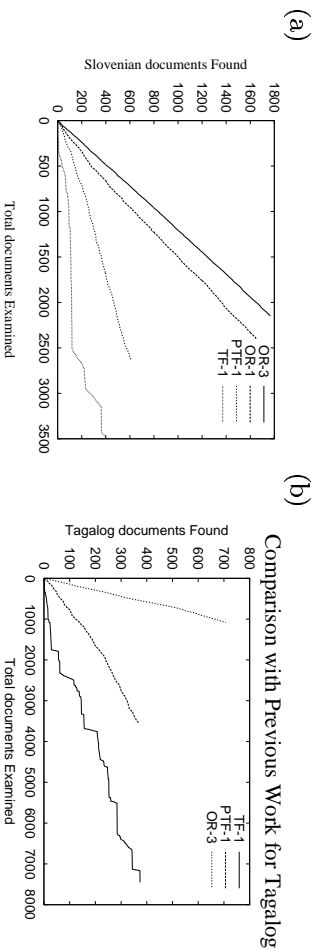 (a)
Slovenian documents Found
1800
1600
1400
1200
1000
800
600
400
200
0
0 500 1000 1500 2000 2500 3000 3500
Total documents Examined
OR-3
OR-1
PTF-1
TF-1
(b)
Comparison with Previous Work for Tagalog
Tagalog documents Found
800
700
600
500
400
300
200
100
0
0 1000 2000 3000 4000 5000 6000 7000 8000
Total documents Examined
TF-1
PTF-1
OR-3